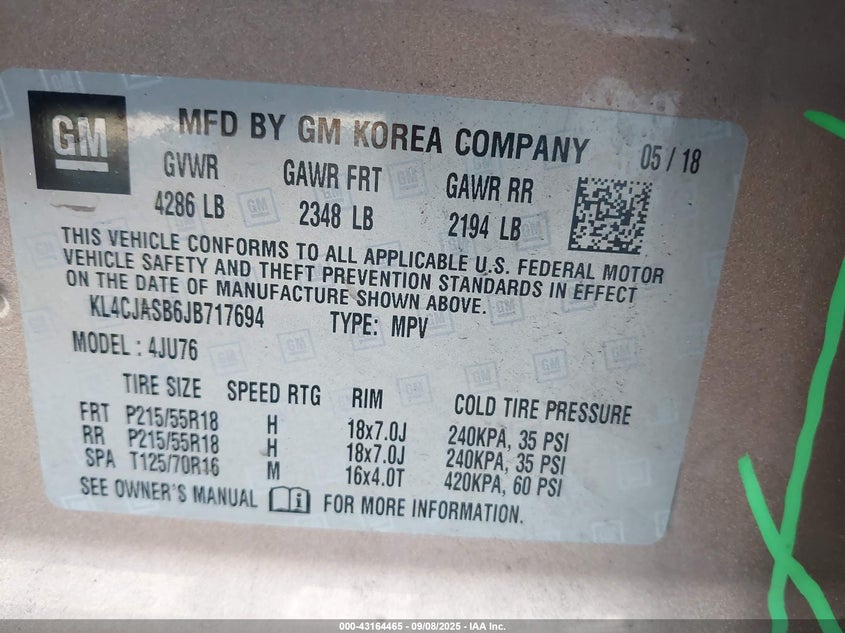 GM
MFD BY GM KOREA COMPANY 05 / 18
GVWR GAWR FRT GAWR RR
4286 LB 2348 LB 2194 LB
THIS VEHICLE CONFORMS TO ALL APPLICABLE U.S. FEDERAL MOTOR
VEHICLE SAFETY AND THEFT PREVENTION STANDARDS IN EFFECT
ON THE DATE OF MANUFACTURE SHOWN ABOVE.
KL4CJASB6JB717694 TYPE: MPV
MODEL : 4JU76
TIRE SIZE SPEED RTG RIM COLD TIRE PRESSURE
FRT P215/55R18 H 18x7.0J 240KPA, 35 PSI
RR P215/55R18 H 18x7.0J 240KPA, 35 PSI
SPA T125/70R16 M 16x4.0T 420KPA, 60 PSI
SEE OWNER'S MANUAL FOR MORE INFORMATION.
000-43164465 - 09/08/2025 - IAA Inc.